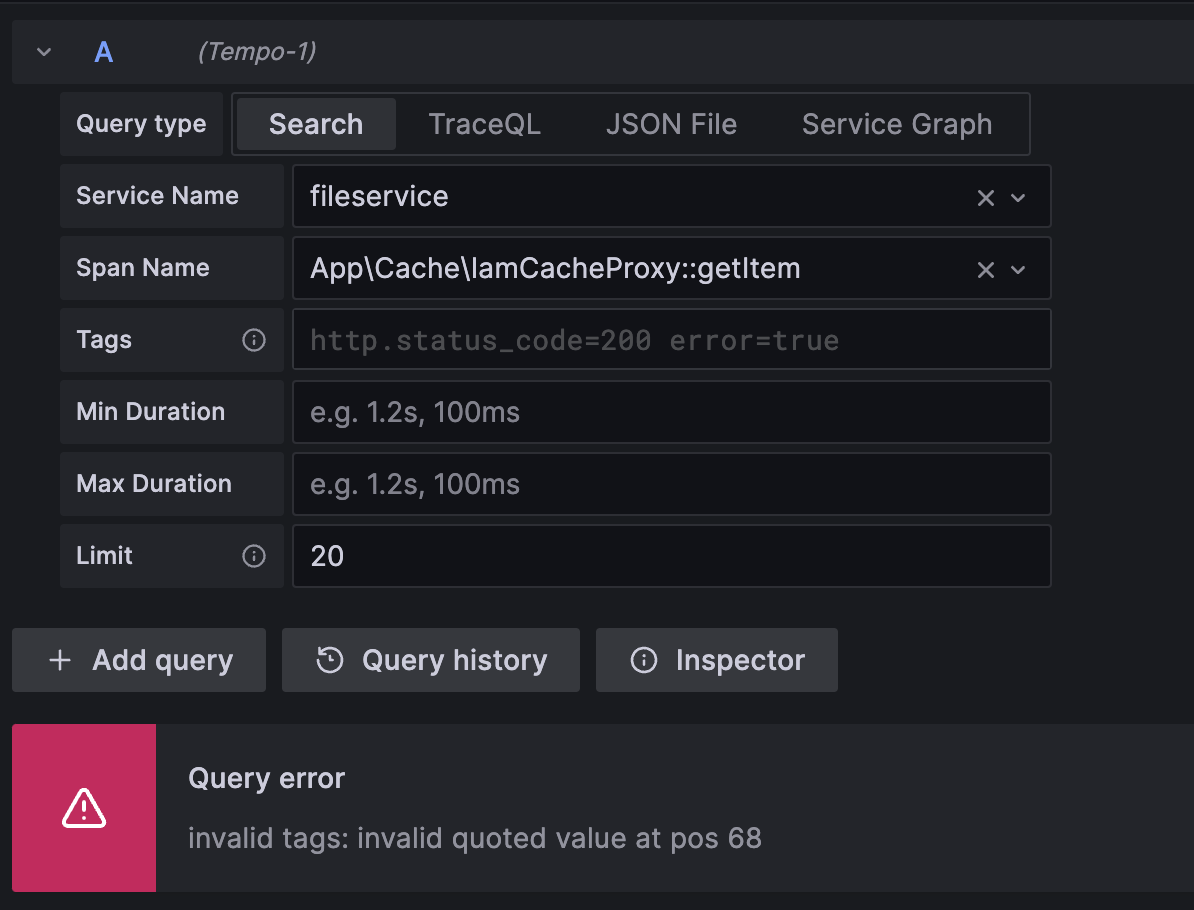 A (Tempo-1)
Query type Search TraceQL JSON File Service Graph
Service Name fileservice
Span Name App\Cache\IamCacheProxy::getItem
Tags http.status_code=200 error=true
Min Duration e.g. 1.2s, 100ms
Max Duration e.g. 1.2s, 100ms
Limit 20
+ Add query Query history Inspector
Query error
invalid tags: invalid quoted value at pos 68